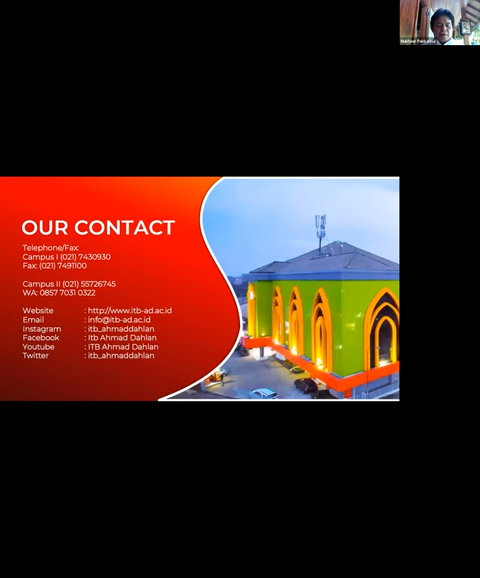 Mukhaer Pakkanna
OUR CONTACT
Telephone/Fax:
Campus I (021) 7430930
Fax: (021) 7491100
Campus II (021) 55726745
WA: 0857 7031 0322
Website : http://www.itb-ad.ac.id
Email : info@itb-ad.ac.id
Instagram : itb_ahmaddahlan
Facebook : Itb Ahmad Dahlan
Youtube : ITB Ahmad Dahlan
Twitter : itb_ahmaddahlan